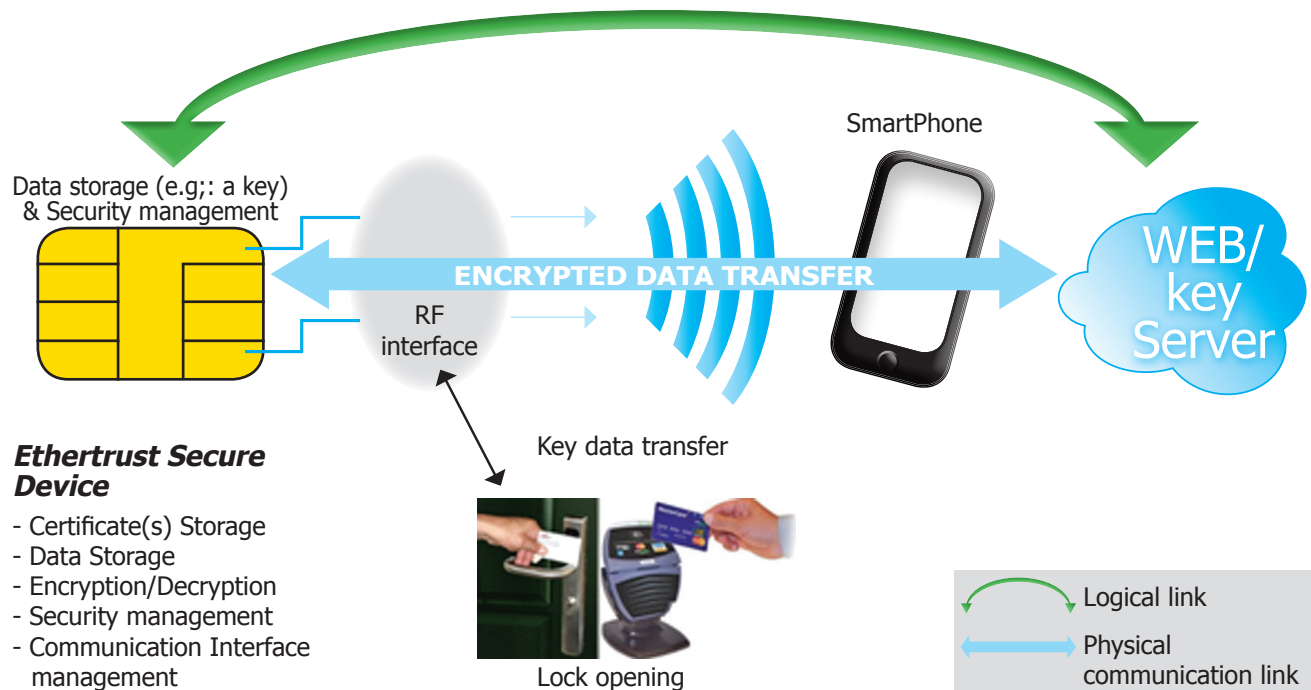 SmartPhone
Data storage (e.g;: a key)
& Security management
ENCRYPTED DATA TRANSFER
RF
interface
WEB/
key
Server
Key data transfer
Ethertrust Secure
Device
- Certificate(s) Storage
- Data Storage
- Encryption/Decryption
- Security management
- Communication Interface
management
MasterCard
Lock opening
Logical link
Physical
communication link